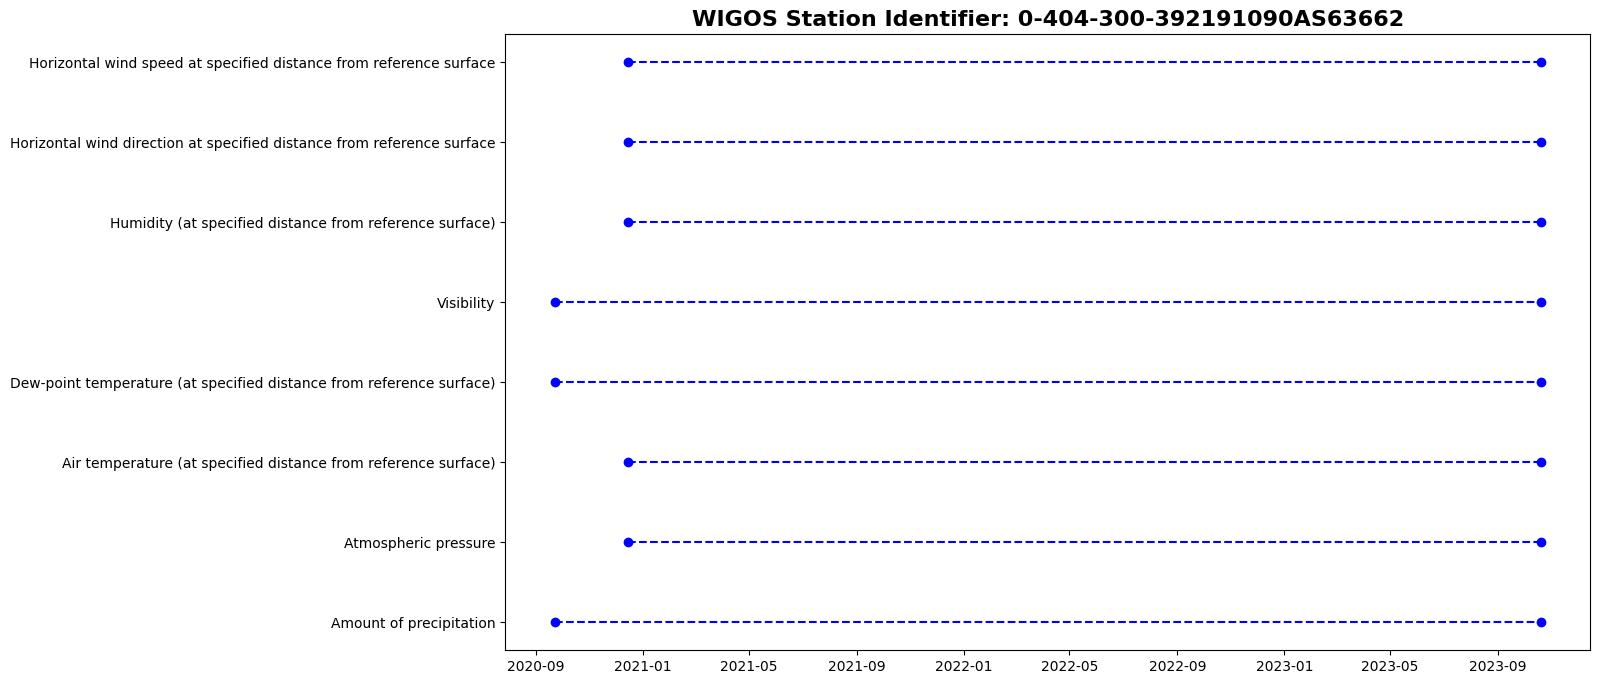 WIGOS Station Identifier: 0-404-300-392191090AS63662
Horizontal wind speed at specified distance from reference surface
Horizontal wind direction at specified distance from reference surface
Humidity (at specified distance from reference surface)
Visibility
Dew-point temperature (at specified distance from reference surface)
Air temperature (at specified distance from reference surface)
Atmospheric pressure
Amount of precipitation
2020-09 2021-01 2021-05 2021-09 2022-01 2022-05 2022-09 2023-01 2023-05 2023-09